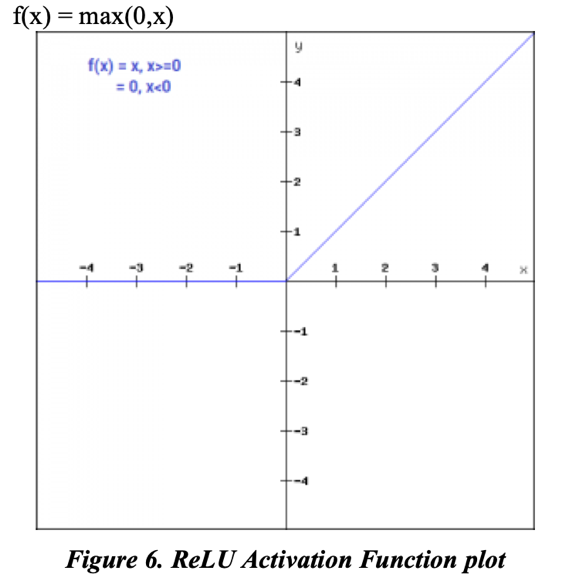 f(x) = max(0,x)
y
f(x) = x, x>=0
= 0, x<0
4
3
2
1
-4 -3 -2 -1 1 2 3 4 x
-1
-2
-3
-4
Figure 6. ReLU Activation Function plot